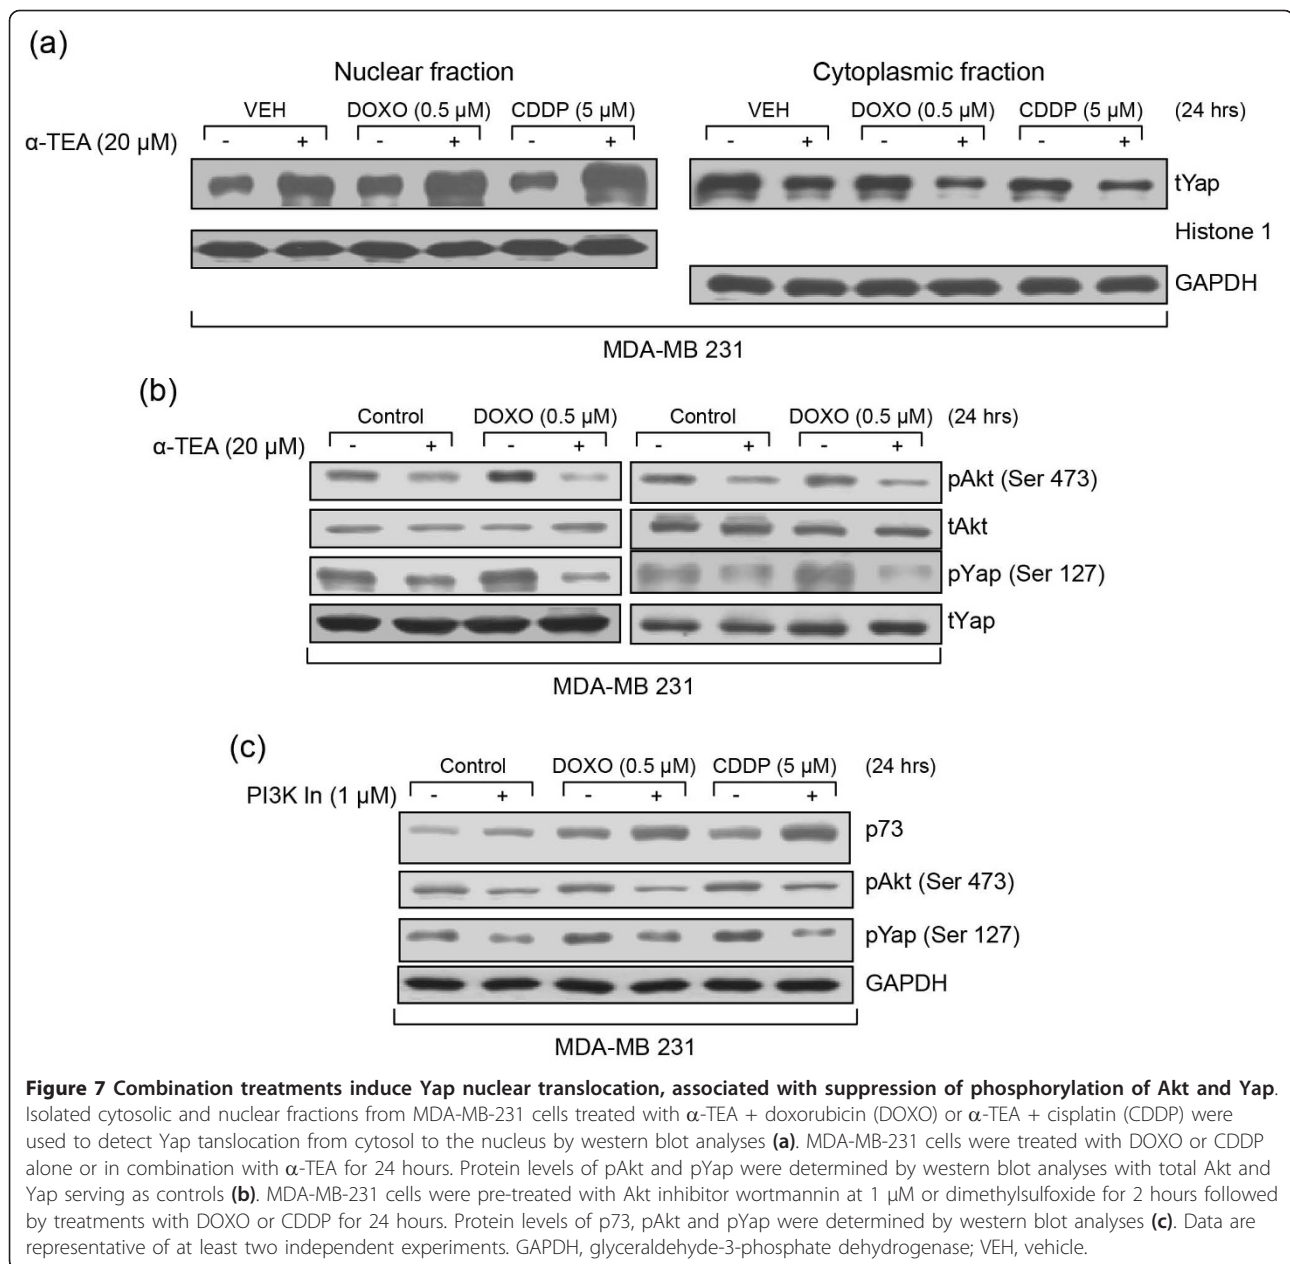 (a)
Nuclear fraction Cytoplasmic fraction
VEH DOXO (0.5 µM) CDDP (5 µM) VEH DOXO (0.5 µM) CDDP (5 µM) (24 hrs)
α-TEA (20 µM) - + - + - + - + - + - +
tYap
Histone 1
GAPDH
MDA-MB 231
(b)
Control DOXO (0.5 µM) Control DOXO (0.5 µM) (24 hrs)
α-TEA (20 µM) - + - + - + - +
pAkt (Ser 473)
tAkt
pYap (Ser 127)
tYap
MDA-MB 231
(c)
Control DOXO (0.5 µM) CDDP (5 µM) (24 hrs)
PI3K In (1 µM) - + - + - +
p73
pAkt (Ser 473)
pYap (Ser 127)
GAPDH
MDA-MB 231
Figure 7 Combination treatments induce Yap nuclear translocation, associated with suppression of phosphorylation of Akt and Yap.
Isolated cytosolic and nuclear fractions from MDA-MB-231 cells treated with α-TEA + doxorubicin (DOXO) or α-TEA + cisplatin (CDDP) were
used to detect Yap tanslocation from cytosol to the nucleus by western blot analyses (a). MDA-MB-231 cells were treated with DOXO or CDDP
alone or in combination with α-TEA for 24 hours. Protein levels of pAkt and pYap were determined by western blot analyses with total Akt and
Yap serving as controls (b). MDA-MB-231 cells were pre-treated with Akt inhibitor wortmannin at 1 µM or dimethylsulfoxide for 2 hours followed
by treatments with DOXO or CDDP for 24 hours. Protein levels of p73, pAkt and pYap were determined by western blot analyses (c). Data are
representative of at least two independent experiments. GAPDH, glyceraldehyde-3-phosphate dehydrogenase; VEH, vehicle.